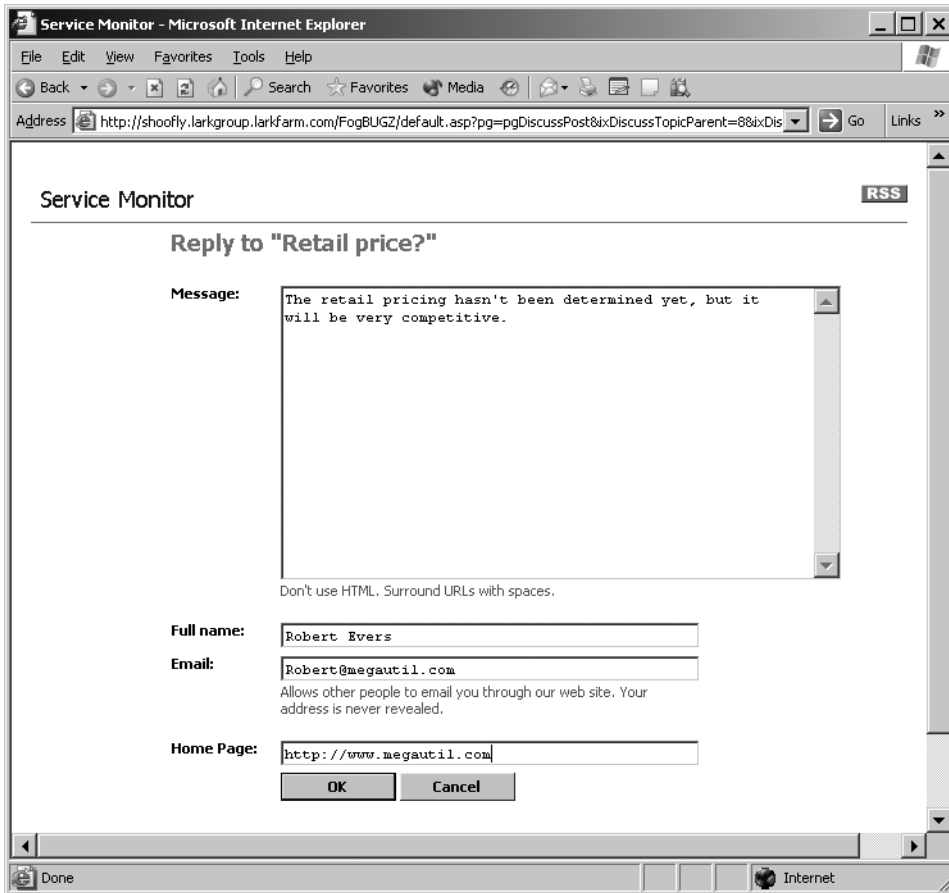 Service Monitor - Microsoft Internet Explorer
File Edit View Favorites Tools Help
Back Search Favorites Media
Address http://shoofly.larkgroup.larkfarm.com/FogBUGZ/default.asp?pg=pgDiscussPost&ixDiscussTopicParent=8&ixDis Go Links »
Service Monitor RSS
Reply to "Retail price?"
Message: The retail pricing hasn't been determined yet, but it
will be very competitive.
Don't use HTML. Surround URLs with spaces.
Full name: Robert Evers
Email: Robert@megautil.com
Allows other people to email you through our web site. Your
address is never revealed.
Home Page: http://www.megautil.com
OK Cancel
Done Internet